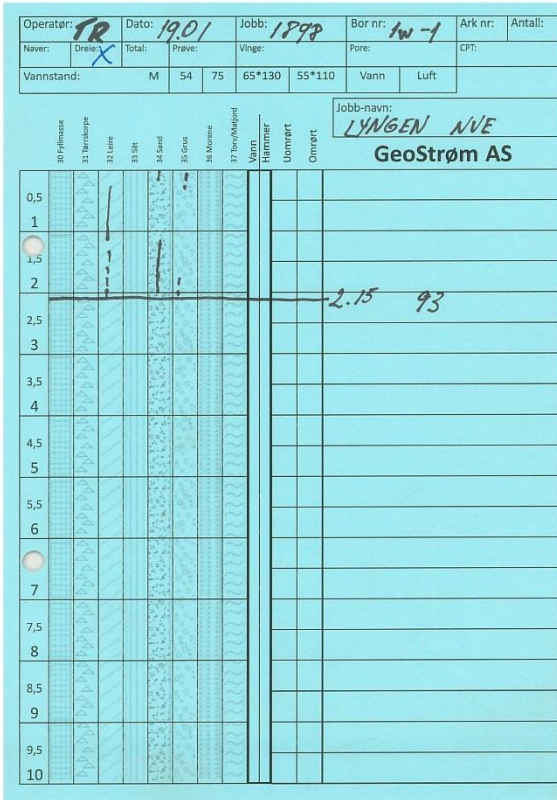 Operatør: TR Dato: 19.01 Jobb: 1898 Bor nr: 1W-1 Ark nr: Antall:
Naver: Dreie: X Total: Prøve: Vinge: Pore: CPT:
Vannstand: M 54 75 65*130 55*110 Vann Luft
Jobb-navn:
LYNGEN NVE
GeoStrøm AS
30 Fyllmasse
31 Tørrskorpe
32 Leire
33 Silt
34 Sand
35 Grus
36 Morene
37 Torv/Matjord
Vann
Hammer
Uomrørt
Omrørt
0,5
1
1,5
2
2.15 93
2,5
3
3,5
4
4,5
5
5,5
6
7
7,5
8
8,5
9
9,5
10